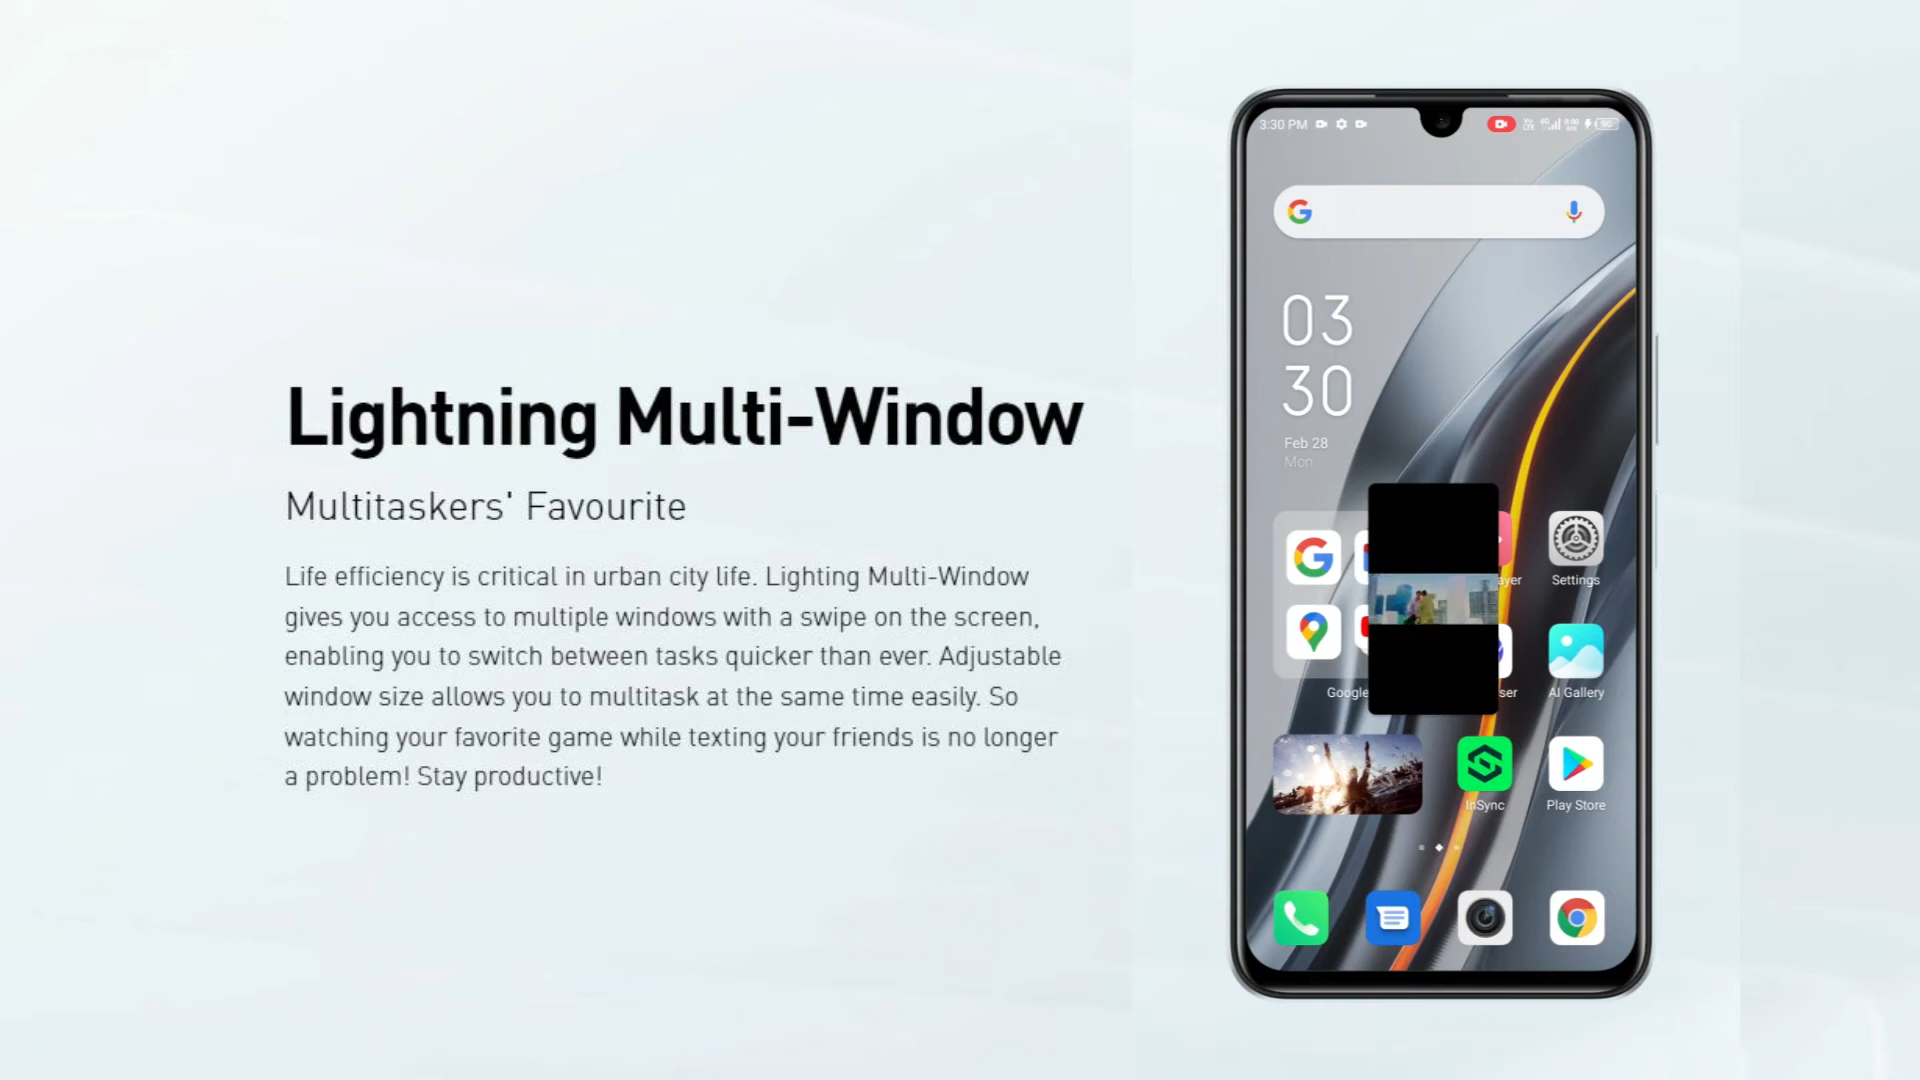 Lightning Multi-Window
Multitaskers' Favourite
Life efficiency is critical in urban city life. Lighting Multi-Window
gives you access to multiple windows with a swipe on the screen,
enabling you to switch between tasks quicker than ever. Adjustable
window size allows you to multitask at the same time easily. So
watching your favorite game while texting your friends is no longer
a problem! Stay productive!
3:30 PM
03
30
Feb 28
Mon
ayer
Settings
Google
ser
AI Gallery
InSync
Play Store